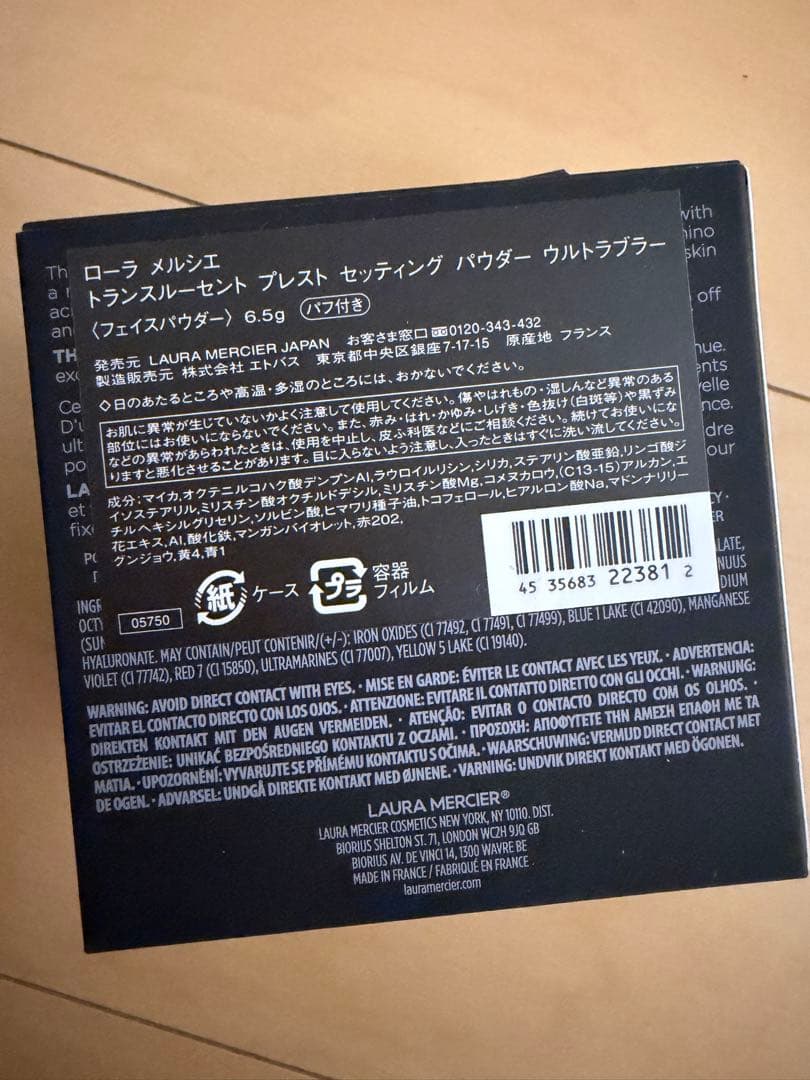 Th
a r
ac
an
TH
exc
Ce
D'u
ult
po
LA
et
fix
with
nino
skin
off
nue.
ents
velle
nce.
dre
our
ローラ メルシエ
トランスルーセント プレスト セッティング パウダー ウルトラブラー
〈フェイスパウダー〉 6.5g パフ付き
発売元 LAURA MERCIER JAPAN お客さま窓口 0120-343-432
製造販売元 株式会社 エトバス 東京都中央区銀座7-17-15 原産地 フランス
◇日のあたるところや高温・多湿のところには、おかないでください。
お肌に異常が生じていないかよく注意して使用してください。傷やはれもの・湿しんなど異常のある
部位にはお使いにならないでください。また、赤み・はれ・かゆみ・しげき・色抜け(白斑等)や黒ずみ
などの異常があらわれたときは、使用を中止し、皮ふ科医などにご相談ください。続けてお使いにな
りますと悪化させることがあります。目に入らないよう注意し、入ったときはすぐに洗い流してください。
成分:マイカ,オクテニルコハク酸デンプンAl,ラウロイルリシン,シリカ,ステアリン酸亜鉛,リンゴ酸ジ
イソステアリル,ミリスチン酸オクチルドデシル,ミリスチン酸Mg,コメヌカロウ,(C13-15)アルカン,エ
チルヘキシルグリセリン,ソルビン酸,ヒマワリ種子油,トコフェロール,ヒアルロン酸Na,マドンナリリー
花エキス,Al,酸化鉄,マンガンバイオレット,赤202,
グンジョウ,黄4,青1
05750
紙 ケース
プラ 容器
フィルム
45 35683 22381 2
INGR
OCTY
(SUN
LATE,
NUUS
DIUM
HYALURONATE. MAY CONTAIN/PEUT CONTENIR/(+/-): IRON OXIDES (CI 77492, CI 77491, CI 77499), BLUE 1 LAKE (CI 42090), MANGANESE
VIOLET (CI 77742), RED 7 (CI 15850), ULTRAMARINES (CI 77007), YELLOW 5 LAKE (CI 19140).
WARNING: AVOID DIRECT CONTACT WITH EYES. • MISE EN GARDE: ÉVITER LE CONTACT AVEC LES YEUX. • ADVERTENCIA:
EVITAR EL CONTACTO DIRECTO CON LOS OJOS. • ATTENZIONE: EVITARE IL CONTATTO DIRETTO CON GLI OCCHI. • WARNUNG:
DIREKTEN KONTAKT MIT DEN AUGEN VERMEIDEN. • ATENÇÃO: EVITAR O CONTACTO DIRECTO COM OS OLHOS. •
OSTRZEŻENIE: UNIKAĆ BEZPOŚREDNIEGO KONTAKTU Z OCZAMI. • ΠΡΟΣΟΧΗ: ΑΠΟΦΥΓΕΤΕ ΤΗΝ ΑΜΕΣΗ ΕΠΑΦΗ ΜΕ ΤΑ
ΜΑΤΙΑ. • UPOZORNĚNÍ: VYVARUJTE SE PŘÍMÉMU KONTAKTU S OČIMA. • WAARSCHUWING: VERMIJD DIRECT CONTACT MET
DE OGEN. • ADVARSEL: UNDGÅ DIREKTE KONTAKT MED ØJNENE. • VARNING: UNDVIK DIREKT KONTAKT MED ÖGONEN.
LAURA MERCIER®
LAURA MERCIER COSMETICS NEW YORK, NY 10110. DIST.
BIORIUS SHELTON ST. 71, LONDON WC2H 9JQ GB
BIORIUS AV. DE VINCI 14, 1300 WAVRE BE
MADE IN FRANCE / FABRIQUÉ EN FRANCE
lauramercier.com